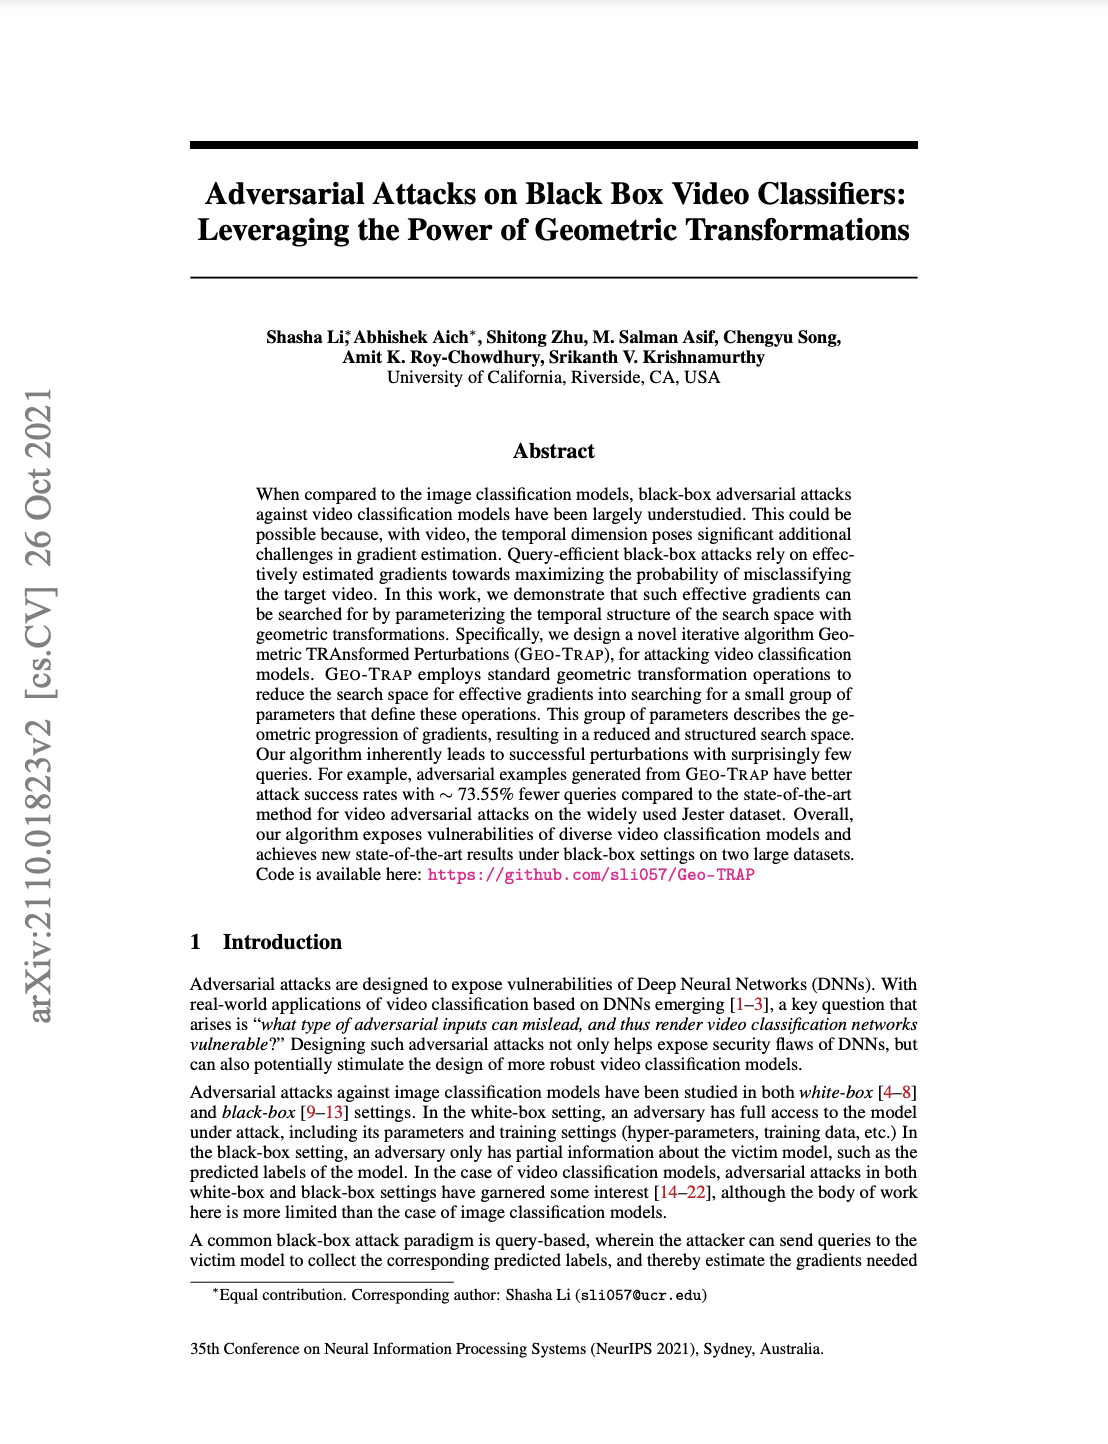 Adversarial Attacks on Black Box Video Classifiers:
Leveraging the Power of Geometric Transformations
Shasha Li,* Abhishek Aich*, Shitong Zhu, M. Salman Asif, Chengyu Song,
Amit K. Roy-Chowdhury, Srikanth V. Krishnamurthy
University of California, Riverside, CA, USA
arXiv:2110.01823v2 [cs.CV] 26 Oct 2021
Abstract
When compared to the image classification models, black-box adversarial attacks
against video classification models have been largely understudied. This could be
possible because, with video, the temporal dimension poses significant additional
challenges in gradient estimation. Query-efficient black-box attacks rely on effec-
tively estimated gradients towards maximizing the probability of misclassifying
the target video. In this work, we demonstrate that such effective gradients can
be searched for by parameterizing the temporal structure of the search space with
geometric transformations. Specifically, we design a novel iterative algorithm Geo-
metric TRAnsformed Perturbations (GEO-TRAP), for attacking video classification
models. GEO-TRAP employs standard geometric transformation operations to
reduce the search space for effective gradients into searching for a small group of
parameters that define these operations. This group of parameters describes the ge-
ometric progression of gradients, resulting in a reduced and structured search space.
Our algorithm inherently leads to successful perturbations with surprisingly few
queries. For example, adversarial examples generated from GEO-TRAP have better
attack success rates with ∼ 73.55% fewer queries compared to the state-of-the-art
method for video adversarial attacks on the widely used Jester dataset. Overall,
our algorithm exposes vulnerabilities of diverse video classification models and
achieves new state-of-the-art results under black-box settings on two large datasets.
Code is available here: https://github.com/sli057/Geo-TRAP
1 Introduction
Adversarial attacks are designed to expose vulnerabilities of Deep Neural Networks (DNNs). With
real-world applications of video classification based on DNNs emerging [1–3], a key question that
arises is “what type of adversarial inputs can mislead, and thus render video classification networks
vulnerable?” Designing such adversarial attacks not only helps expose security flaws of DNNs, but
can also potentially stimulate the design of more robust video classification models.
Adversarial attacks against image classification models have been studied in both white-box [4–8]
and black-box [9–13] settings. In the white-box setting, an adversary has full access to the model
under attack, including its parameters and training settings (hyper-parameters, training data, etc.) In
the black-box setting, an adversary only has partial information about the victim model, such as the
predicted labels of the model. In the case of video classification models, adversarial attacks in both
white-box and black-box settings have garnered some interest [14–22], although the body of work
here is more limited than the case of image classification models.
A common black-box attack paradigm is query-based, wherein the attacker can send queries to the
victim model to collect the corresponding predicted labels, and thereby estimate the gradients needed
*Equal contribution. Corresponding author: Shasha Li (sli057@ucr.edu)
35th Conference on Neural Information Processing Systems (NeurIPS 2021), Sydney, Australia.